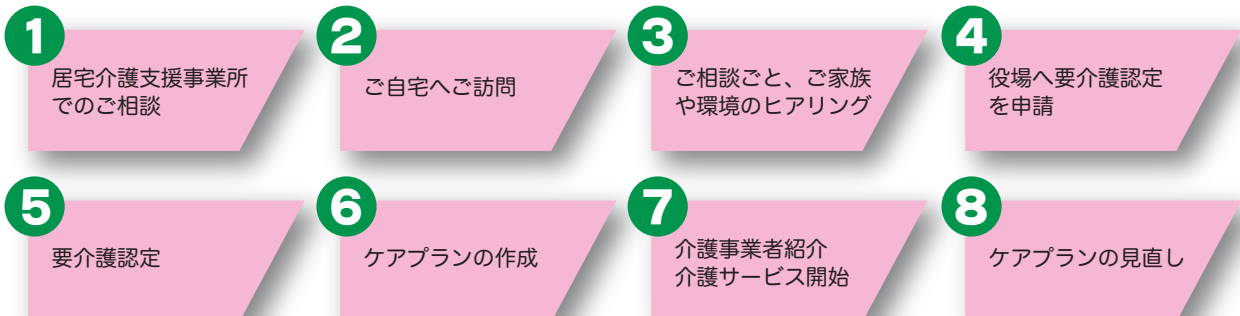 1
居宅介護支援事業所
でのご相談
2
ご自宅へご訪問
3
ご相談ごと、ご家族
や環境のヒアリング
4
役場へ要介護認定
を申請
5
要介護認定
6
ケアプランの作成
7
介護事業者紹介
介護サービス開始
8
ケアプランの見直し